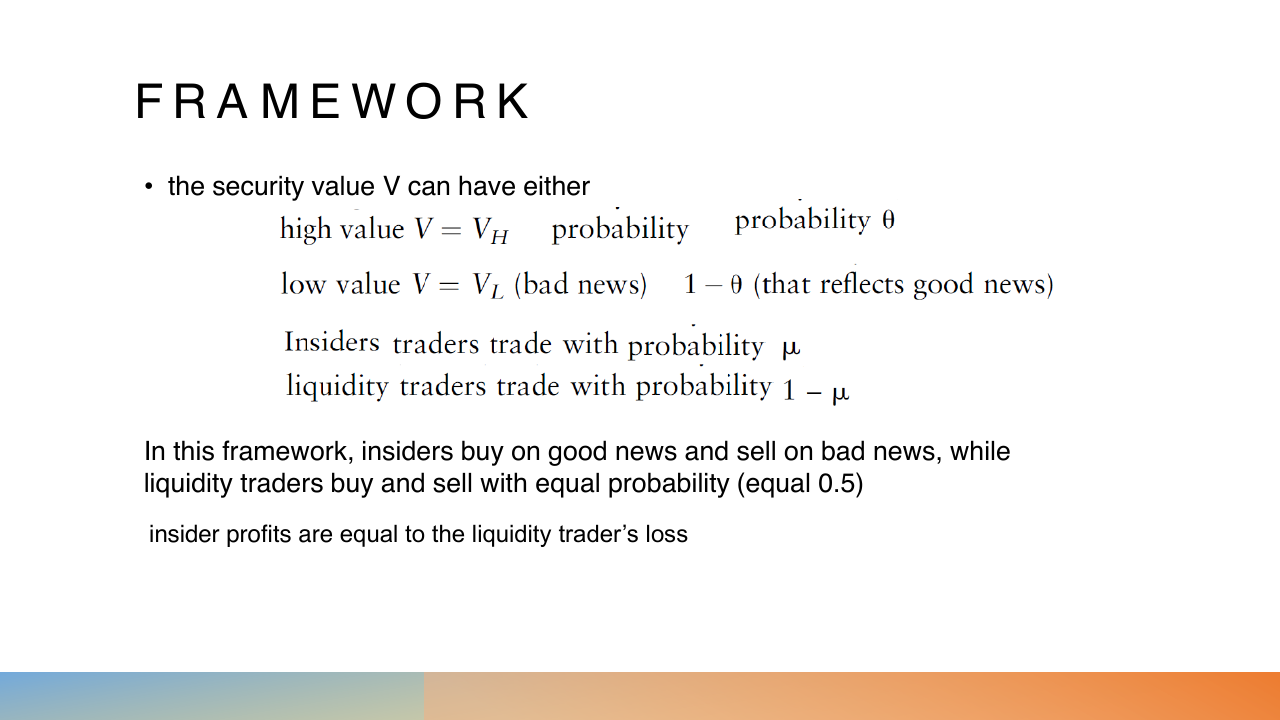 FRAMEWORK
• the security value V can have either
high value V = V_H probability probability θ
low value V = V_L (bad news) 1 – θ (that reflects good news)
Insiders traders trade with probability μ
liquidity traders trade with probability 1 – μ
In this framework, insiders buy on good news and sell on bad news, while
liquidity traders buy and sell with equal probability (equal 0.5)
insider profits are equal to the liquidity trader’s loss